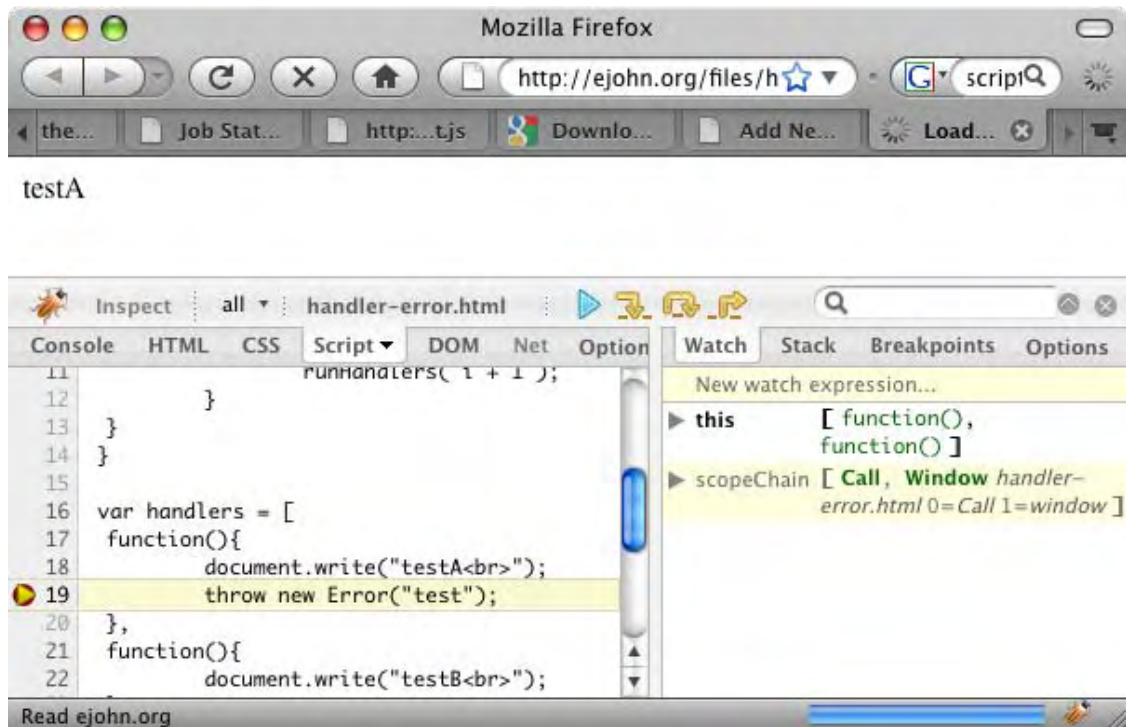 Mozilla Firefox
http://ejohn.org/files/h G script
the... Job Stat... http:...t.js Downlo... Add Ne... Load...
testA
Inspect all handler-error.html
Console HTML CSS Script DOM Net Option Watch Stack Breakpoints Options
11 runHandlers( i + 1 );
New watch expression...
12 }
13 }
14 }
15
16 var handlers = [
17 function(){
18 document.write("testA<br>");
19 throw new Error("test");
20 },
21 function(){
22 document.write("testB<br>");
this [ function(),
function() ]
scopeChain [ Call, Window handler-
error.html 0=Call 1=window ]
Read ejohn.org